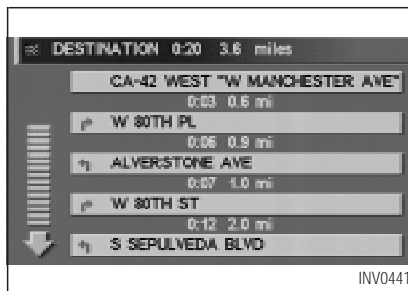 DESTINATION 0:20 3.6 miles
CA-42 WEST "W MANCHESTER AVE"
0:03 0.6 mi
W 80TH PL
0:06 0.9 mi
ALVERSTONE AVE
0:07 1.0 mi
W 80TH ST
0:12 2.0 mi
S SEPULVEDA BLVD
INV0441